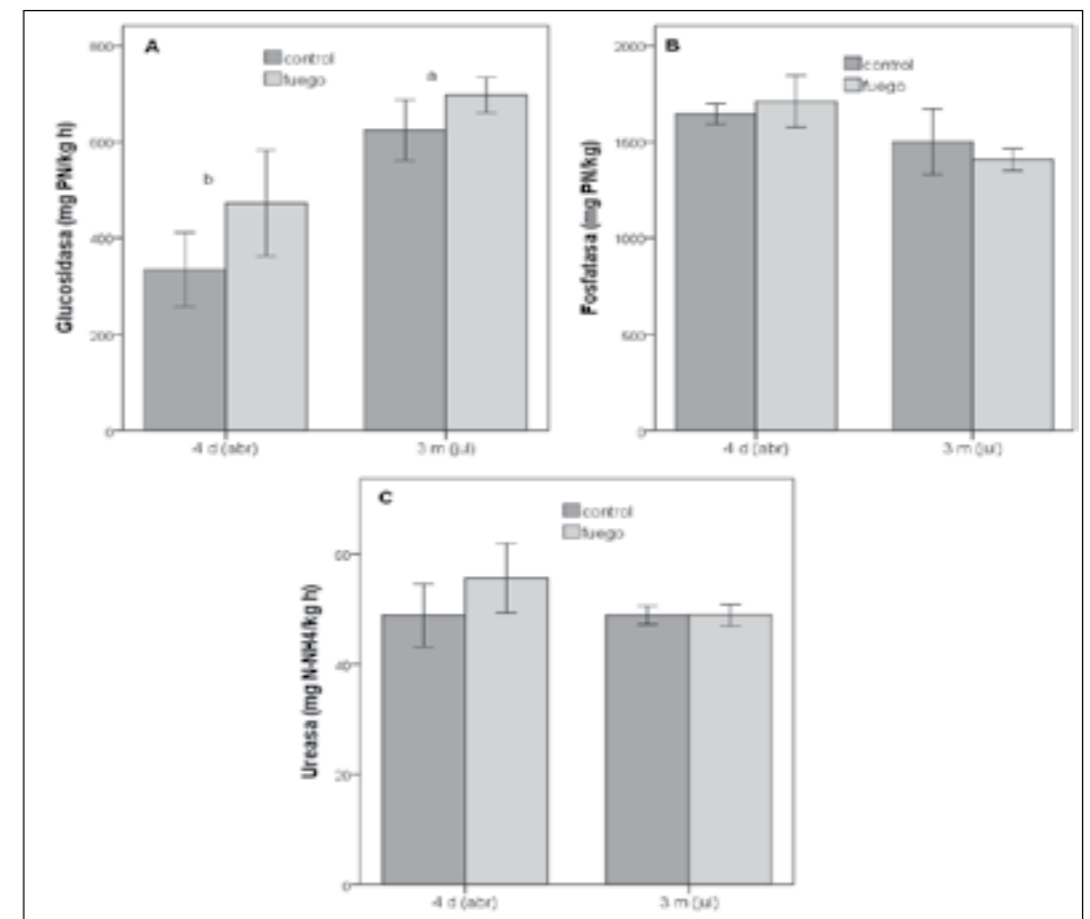 A
control
fuego
a
b
800
600
400
200
0
Glucosidasa (mg PN/kg h)
4 d (abr)
3 m (jul)
B
control
fuego
2000
1500
1000
500
0
Fosfatasa (mg PN/kg)
4 d (abr)
3 m (jul)
C
control
fuego
60
40
20
0
Ureasa (mg N-NH4/kg h)
4 d (abr)
3 m (jul)